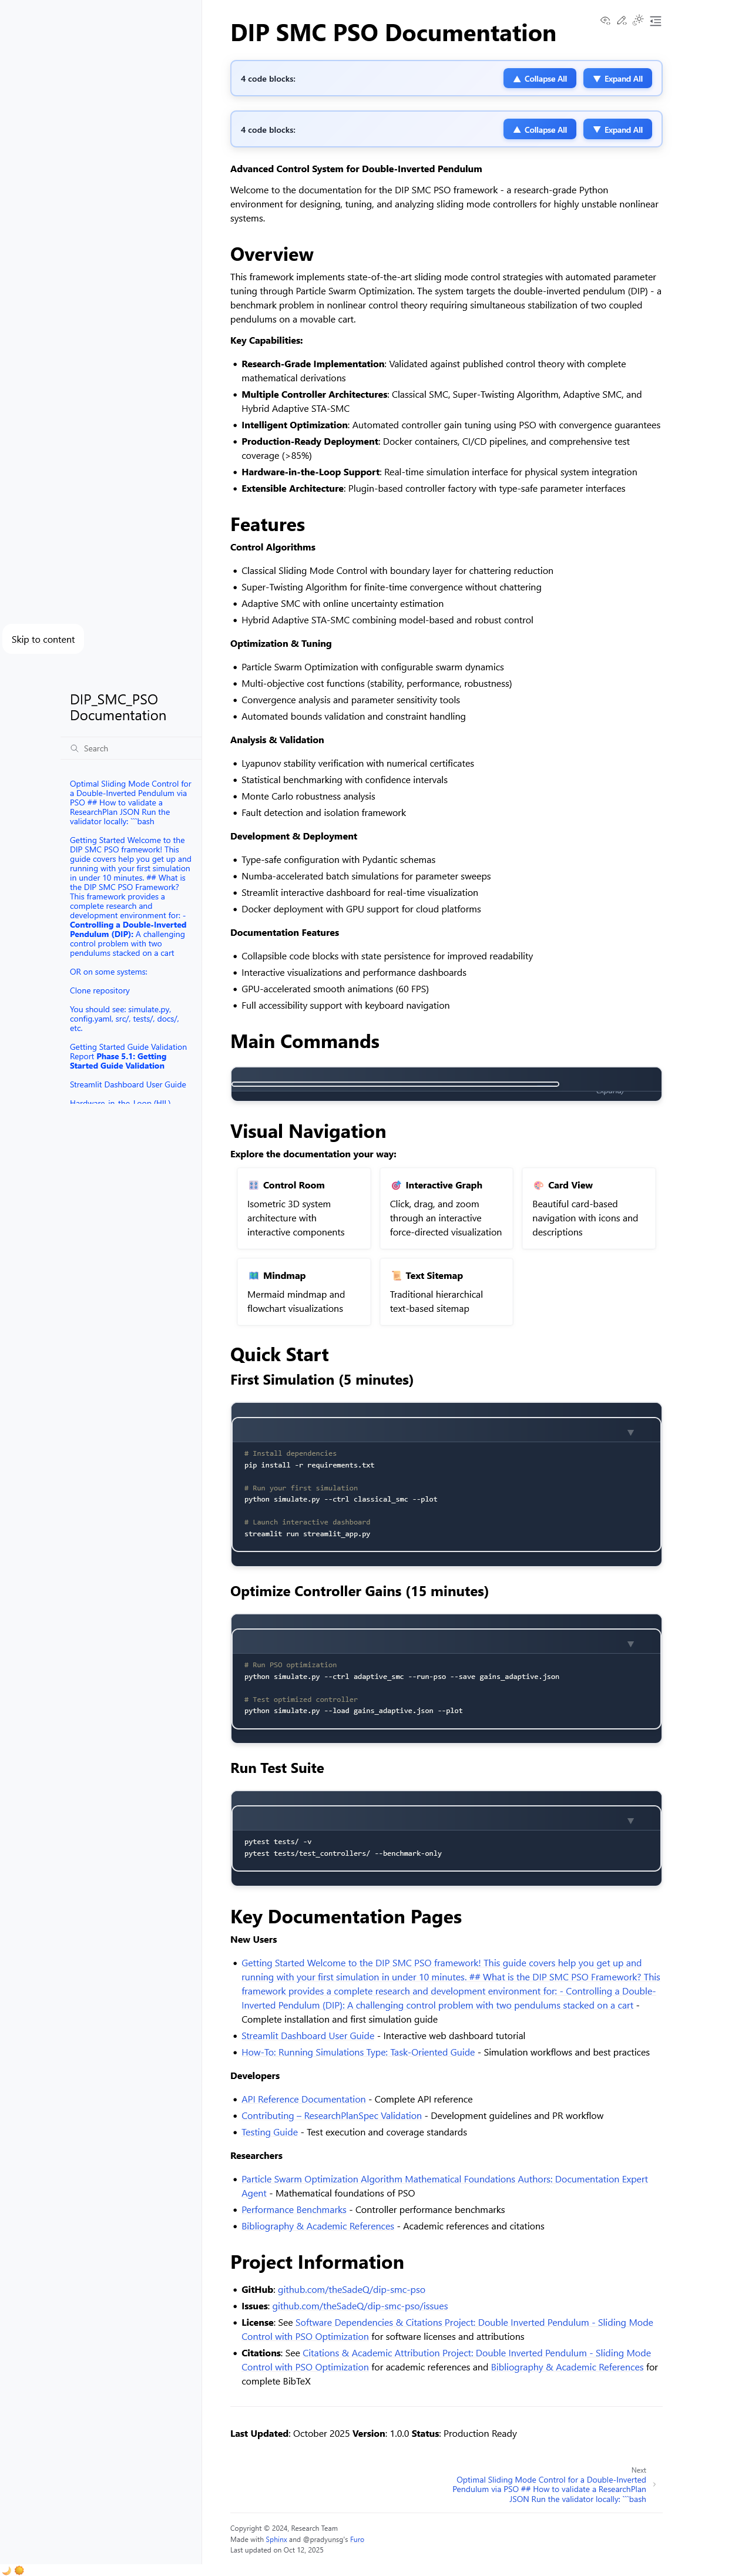 Skip to content
DIP_SMC_PSO
Documentation
Search
Optimal Sliding Mode Control for
a Double-Inverted Pendulum via
PSO ## How to validate a
ResearchPlan JSON Run the
validator locally: ```bash
Getting Started Welcome to the
DIP SMC PSO framework! This
guide covers help you get up and
running with your first simulation
in under 10 minutes. ## What is
the DIP SMC PSO Framework?
This framework provides a
complete research and
development environment for: -
Controlling a Double-Inverted
Pendulum (DIP): A challenging
control problem with two
pendulums stacked on a cart
OR on some systems:
Clone repository
You should see: simulate.py,
config.yaml, src/, tests/, docs/,
etc.
Getting Started Guide Validation
Report Phase 5.1: Getting
Started Guide Validation
Streamlit Dashboard User Guide
Hardware-in-the-Loop (HIL)
DIP SMC PSO Documentation
4 code blocks:
▲ Collapse All
▼ Expand All
4 code blocks:
▲ Collapse All
▼ Expand All
Advanced Control System for Double-Inverted Pendulum
Welcome to the documentation for the DIP SMC PSO framework - a research-grade Python
environment for designing, tuning, and analyzing sliding mode controllers for highly unstable nonlinear
systems.
Overview
This framework implements state-of-the-art sliding mode control strategies with automated parameter
tuning through Particle Swarm Optimization. The system targets the double-inverted pendulum (DIP) - a
benchmark problem in nonlinear control theory requiring simultaneous stabilization of two coupled
pendulums on a movable cart.
Key Capabilities:
• Research-Grade Implementation: Validated against published control theory with complete
mathematical derivations
• Multiple Controller Architectures: Classical SMC, Super-Twisting Algorithm, Adaptive SMC, and
Hybrid Adaptive STA-SMC
• Intelligent Optimization: Automated controller gain tuning using PSO with convergence guarantees
• Production-Ready Deployment: Docker containers, CI/CD pipelines, and comprehensive test
coverage (>85%)
• Hardware-in-the-Loop Support: Real-time simulation interface for physical system integration
• Extensible Architecture: Plugin-based controller factory with type-safe parameter interfaces
Features
Control Algorithms
• Classical Sliding Mode Control with boundary layer for chattering reduction
• Super-Twisting Algorithm for finite-time convergence without chattering
• Adaptive SMC with online uncertainty estimation
• Hybrid Adaptive STA-SMC combining model-based and robust control
Optimization & Tuning
• Particle Swarm Optimization with configurable swarm dynamics
• Multi-objective cost functions (stability, performance, robustness)
• Convergence analysis and parameter sensitivity tools
• Automated bounds validation and constraint handling
Analysis & Validation
• Lyapunov stability verification with numerical certificates
• Statistical benchmarking with confidence intervals
• Monte Carlo robustness analysis
• Fault detection and isolation framework
Development & Deployment
• Type-safe configuration with Pydantic schemas
• Numba-accelerated batch simulations for parameter sweeps
• Streamlit interactive dashboard for real-time visualization
• Docker deployment with GPU support for cloud platforms
Documentation Features
• Collapsible code blocks with state persistence for improved readability
• Interactive visualizations and performance dashboards
• GPU-accelerated smooth animations (60 FPS)
• Full accessibility support with keyboard navigation
Main Commands
Visual Navigation
Explore the documentation your way:
🎛️ Control Room
Isometric 3D system
architecture with
interactive components
🎯 Interactive Graph
Click, drag, and zoom
through an interactive
force-directed visualization
Card View
Beautiful card-based
navigation with icons and
descriptions
🗺️ Mindmap
Mermaid mindmap and
flowchart visualizations
📜 Text Sitemap
Traditional hierarchical
text-based sitemap
Quick Start
First Simulation (5 minutes)
▼
# Install dependencies
pip install -r requirements.txt
# Run your first simulation
python simulate.py --ctrl classical_smc --plot
# Launch interactive dashboard
streamlit run streamlit_app.py
Optimize Controller Gains (15 minutes)
▼
# Run PSO optimization
python simulate.py --ctrl adaptive_smc --run-pso --save gains_adaptive.json
# Test optimized controller
python simulate.py --load gains_adaptive.json --plot
Run Test Suite
▼
pytest tests/ -v
pytest tests/test_controllers/ --benchmark-only
Key Documentation Pages
New Users
• Getting Started Welcome to the DIP SMC PSO framework! This guide covers help you get up and
running with your first simulation in under 10 minutes. ## What is the DIP SMC PSO Framework? This
framework provides a complete research and development environment for: - Controlling a Double-
Inverted Pendulum (DIP): A challenging control problem with two pendulums stacked on a cart -
Complete installation and first simulation guide
• Streamlit Dashboard User Guide - Interactive web dashboard tutorial
• How-To: Running Simulations Type: Task-Oriented Guide - Simulation workflows and best practices
Developers
• API Reference Documentation - Complete API reference
• Contributing – ResearchPlanSpec Validation - Development guidelines and PR workflow
• Testing Guide - Test execution and coverage standards
Researchers
• Particle Swarm Optimization Algorithm Mathematical Foundations Authors: Documentation Expert
Agent - Mathematical foundations of PSO
• Performance Benchmarks - Controller performance benchmarks
• Bibliography & Academic References - Academic references and citations
Project Information
• GitHub: github.com/theSadeQ/dip-smc-pso
• Issues: github.com/theSadeQ/dip-smc-pso/issues
• License: See Software Dependencies & Citations Project: Double Inverted Pendulum - Sliding Mode
Control with PSO Optimization for software licenses and attributions
• Citations: See Citations & Academic Attribution Project: Double Inverted Pendulum - Sliding Mode
Control with PSO Optimization for academic references and Bibliography & Academic References for
complete BibTeX
Last Updated: October 2025 Version: 1.0.0 Status: Production Ready
Next
Optimal Sliding Mode Control for a Double-Inverted
Pendulum via PSO ## How to validate a ResearchPlan
JSON Run the validator locally: ```bash
Copyright © 2024, Research Team
Made with Sphinx and @pradyunsg's Furo
Last updated on Oct 12, 2025